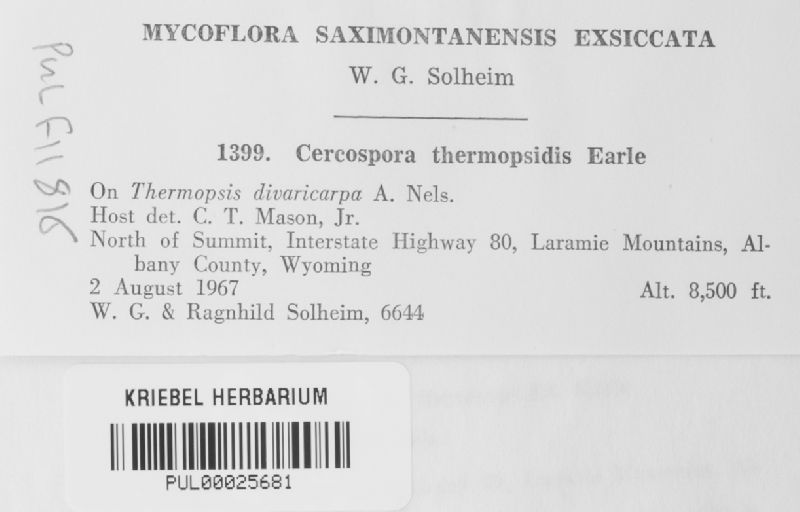 MYCOFLORA SAXIMONTANENSIS EXSICCATA
W. G. Solheim
1399. Cercospora thermopsidis Earle
On Thermopsis divaricarpa A. Nels.
Host det. C. T. Mason, Jr.
North of Summit, Interstate Highway 80, Laramie Mountains, Al-
bany County, Wyoming
2 August 1967 Alt. 8,500 ft.
W. G. & Ragnhild Solheim, 6644
PUL F11816
KRIEBEL HERBARIUM
PUL00025681